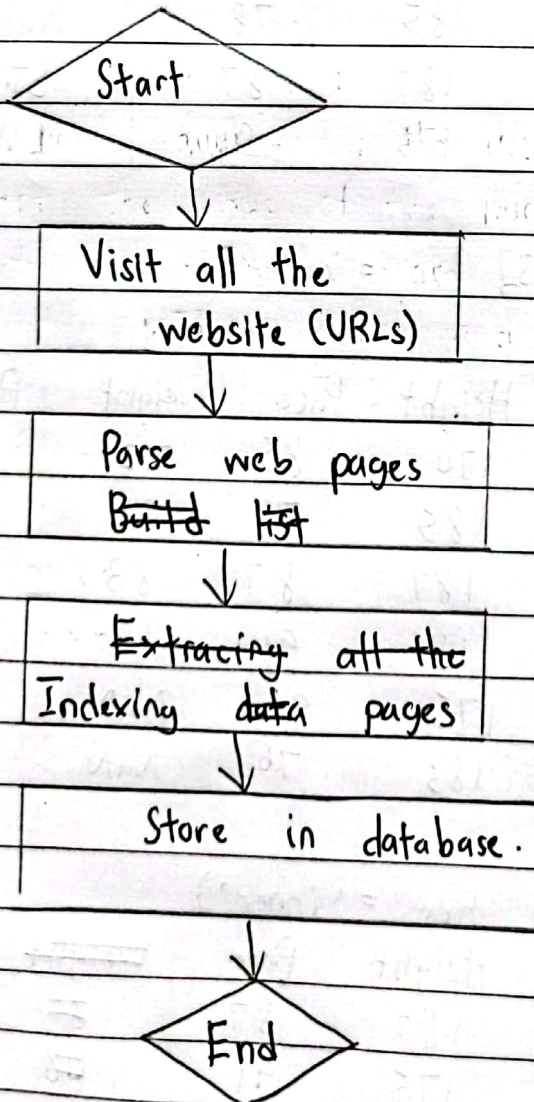 Start
Visit all the
website (URLs)
Parse web pages
Build list
Extracing all the
Indexing data pages
Store in database.
End